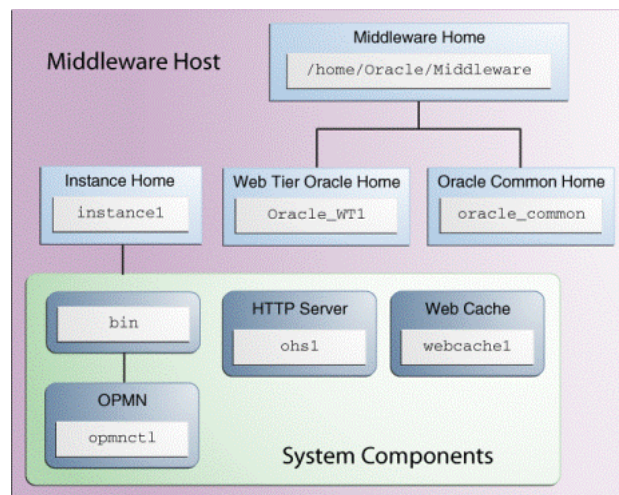 Middleware Host
Middleware Home
/home/Oracle/Middleware
Instance Home
instance1
Web Tier Oracle Home
Oracle_WT1
Oracle Common Home
oracle_common
bin
OPMN
opmnctl
HTTP Server
ohs1
Web Cache
webcache1
System Components